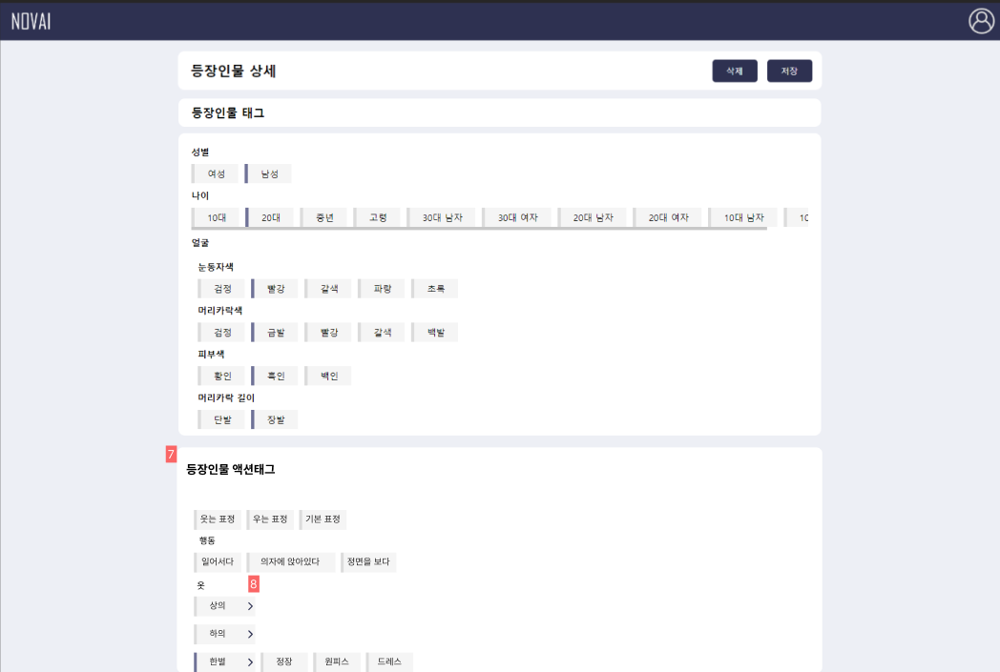 NOVAI
등장인물 상세 삭제 저장
등장인물 태그
성별
여성 남성
나이
10대 20대 중년 고령 30대 남자 30대 여자 20대 남자 20대 여자 10대 남자 10
얼굴
눈동자색
검정 빨강 갈색 파랑 초록
머리카락색
검정 금발 빨강 갈색 백발
피부색
황인 흑인 백인
머리카락 길이
단발 장발
7
등장인물 액션태그
웃는 표정 우는 표정 기본 표정
행동
일어서다 의자에 앉아있다 정면을 보다
옷 8
상의 >
하의 >
한벌 > 정장 원피스 드레스